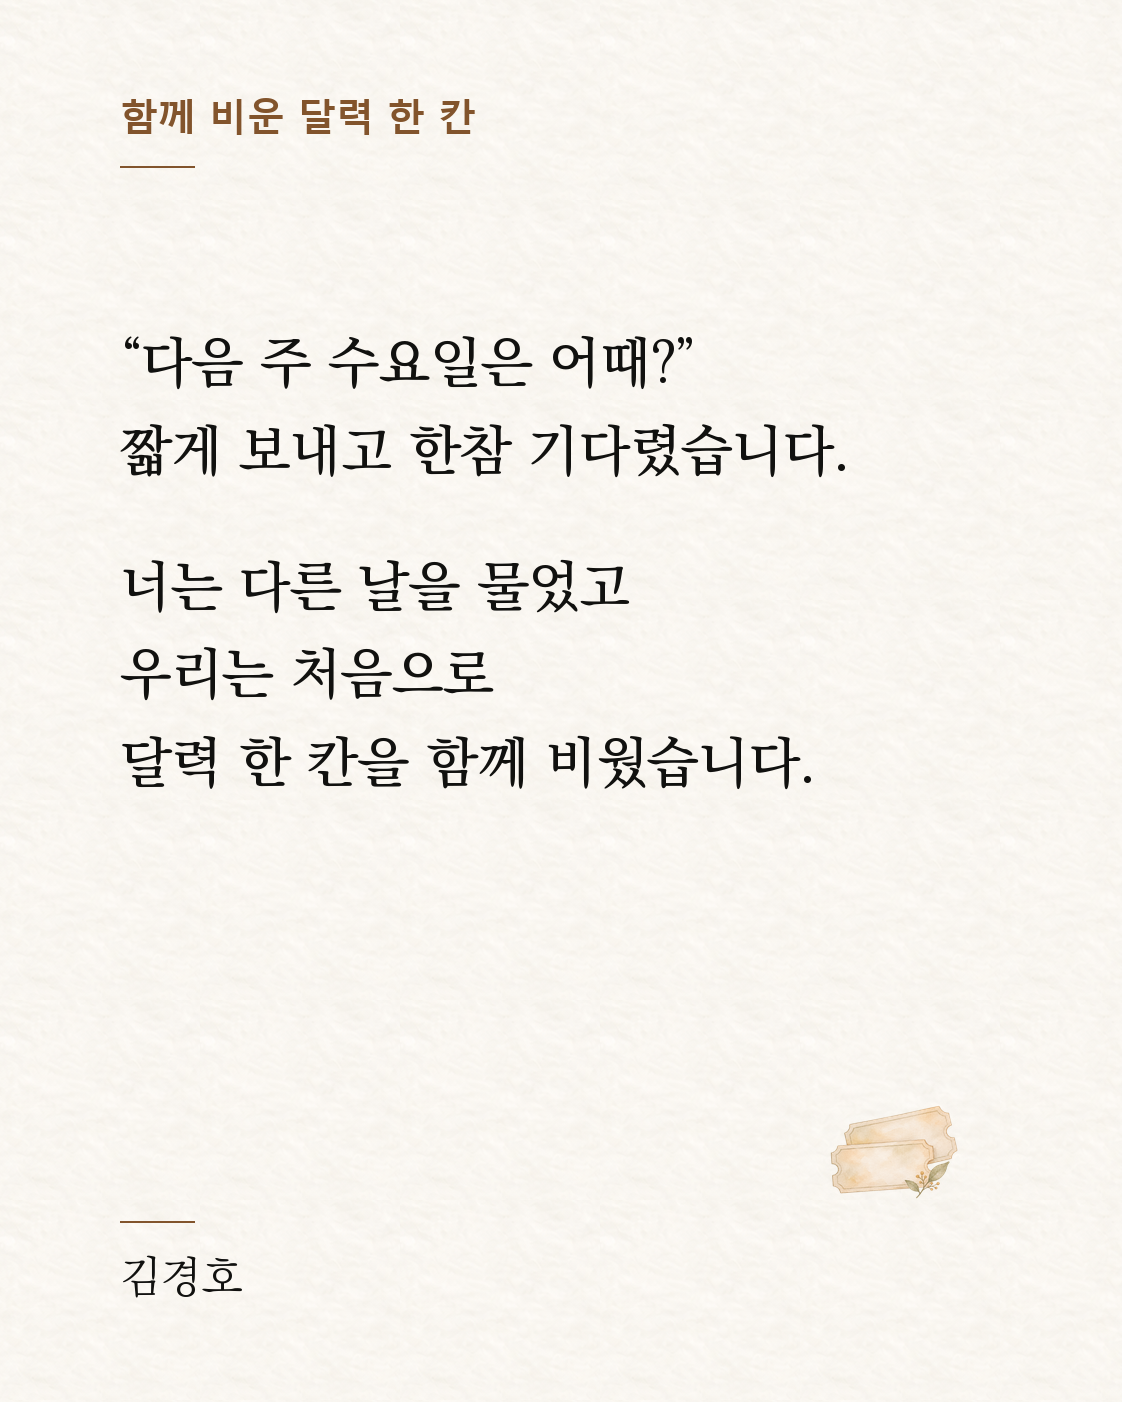 함께 비운 달력 한 칸
“다음 주 수요일은 어때?”
짧게 보내고 한참 기다렸습니다.
너는 다른 날을 물었고
우리는 처음으로
달력 한 칸을 함께 비웠습니다.
김경호